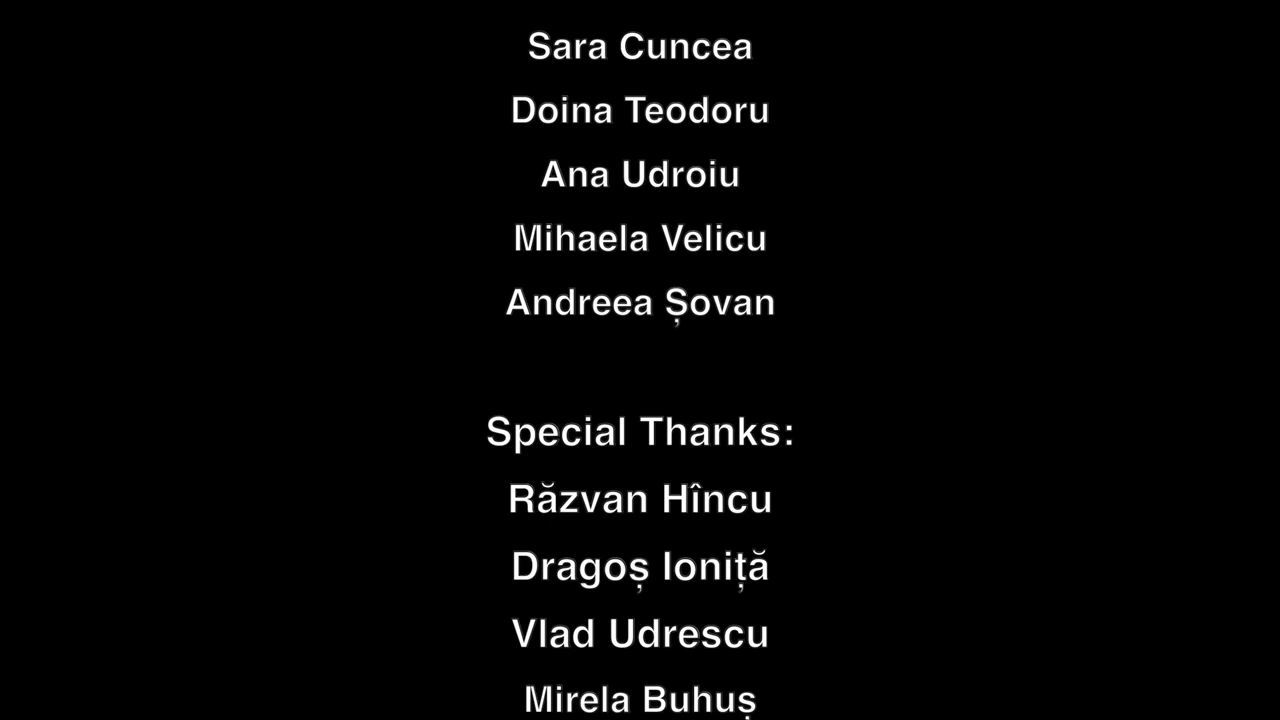 Sara Cuncea
Doina Teodoru
Ana Udroiu
Mihaela Velicu
Andreea Șovan
Special Thanks:
Răzvan Hîncu
Dragoș Ioniță
Vlad Udrescu
Mirela Buhuș